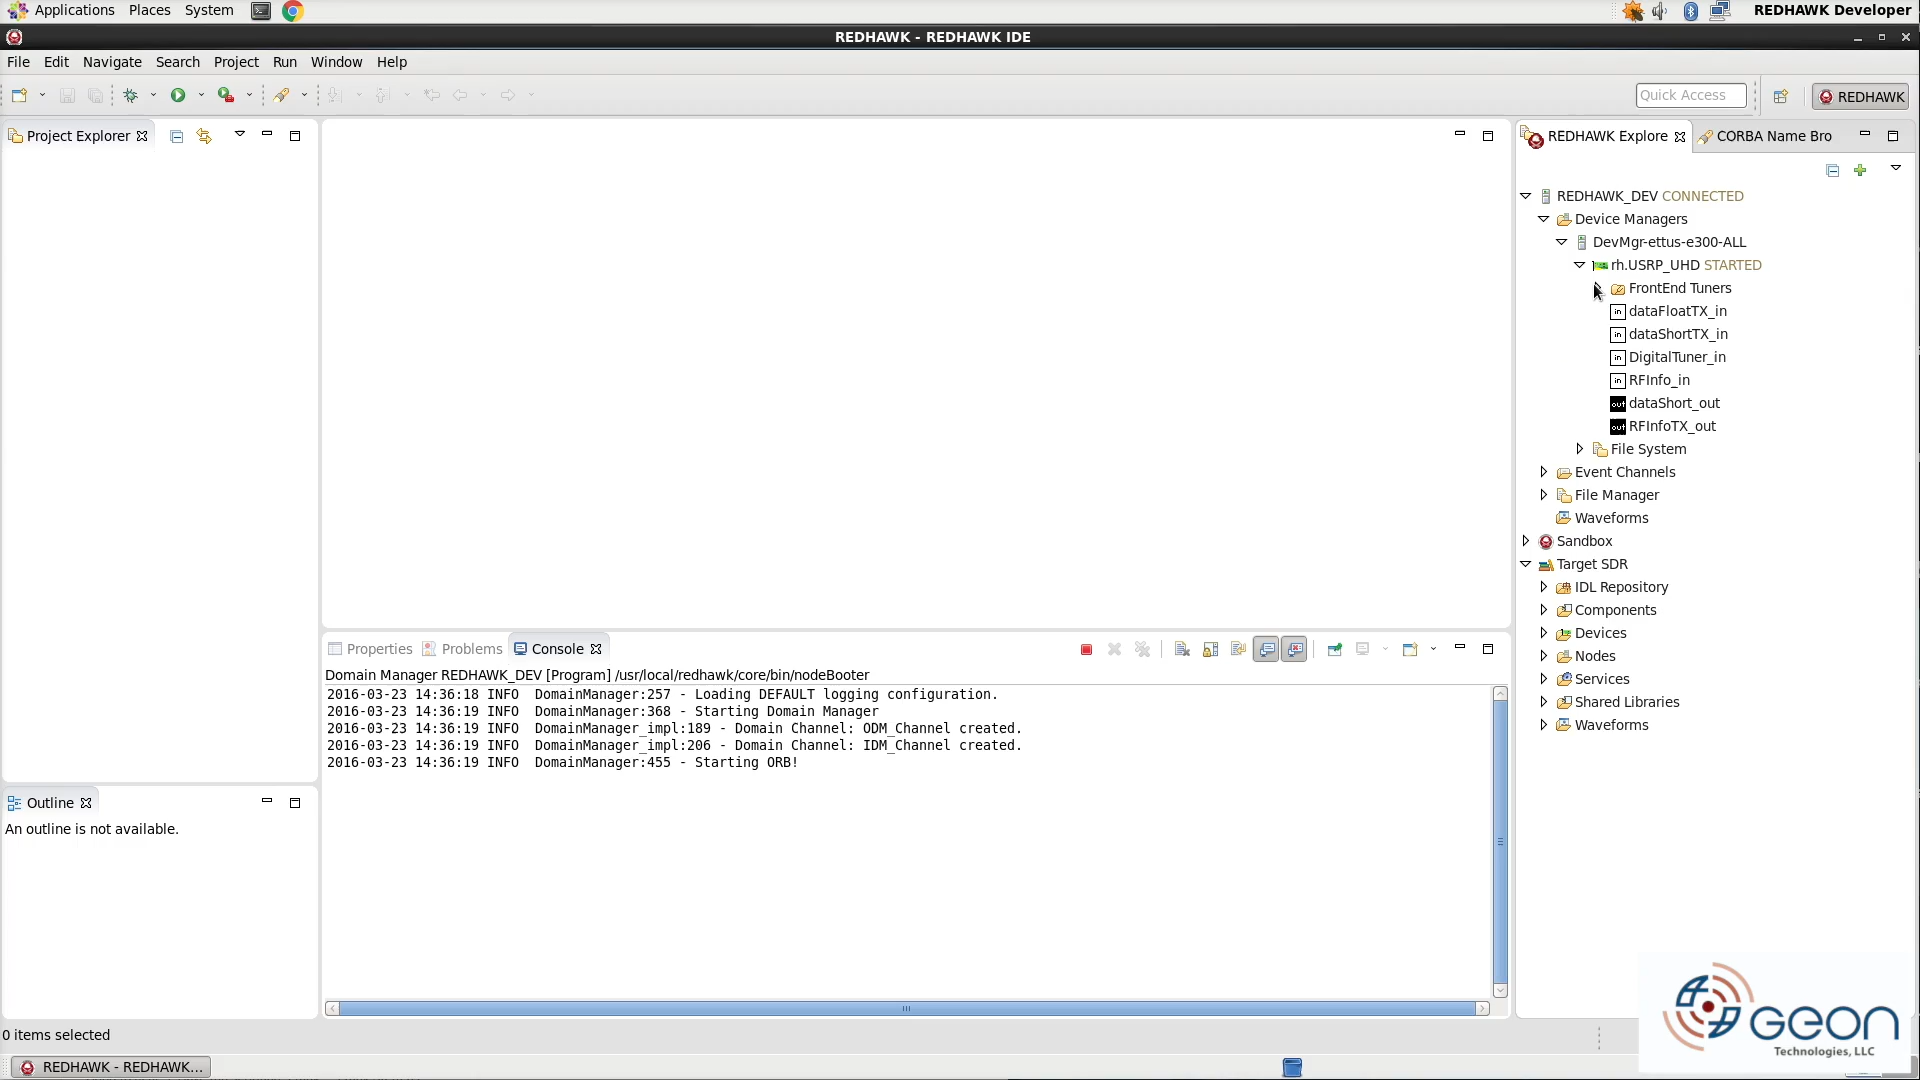 Applications Places System
REDHAWK Developer
REDHAWK - REDHAWK IDE
File Edit Navigate Search Project Run Window Help
Quick Access
REDHAWK
Project Explorer
REDHAWK Explore
CORBA Name Bro
REDHAWK_DEV CONNECTED
Device Managers
DevMgr-ettus-e300-ALL
rh.USRP_UHD STARTED
FrontEnd Tuners
in dataFloatTX_in
in dataShortTX_in
in DigitalTuner_in
in RFInfo_in
out dataShort_out
out RFInfoTX_out
File System
Event Channels
File Manager
Waveforms
Sandbox
Target SDR
IDL Repository
Components
Devices
Nodes
Services
Shared Libraries
Waveforms
Properties Problems Console
Domain Manager REDHAWK_DEV [Program] /usr/local/redhawk/core/bin/nodeBooter
2016-03-23 14:36:18 INFO DomainManager:257 - Loading DEFAULT logging configuration.
2016-03-23 14:36:19 INFO DomainManager:368 - Starting Domain Manager
2016-03-23 14:36:19 INFO DomainManager_impl:189 - Domain Channel: ODM_Channel created.
2016-03-23 14:36:19 INFO DomainManager_impl:206 - Domain Channel: IDM_Channel created.
2016-03-23 14:36:19 INFO DomainManager:455 - Starting ORB!
Outline
An outline is not available.
0 items selected
GEON
Technologies, LLC
REDHAWK - REDHAWK...